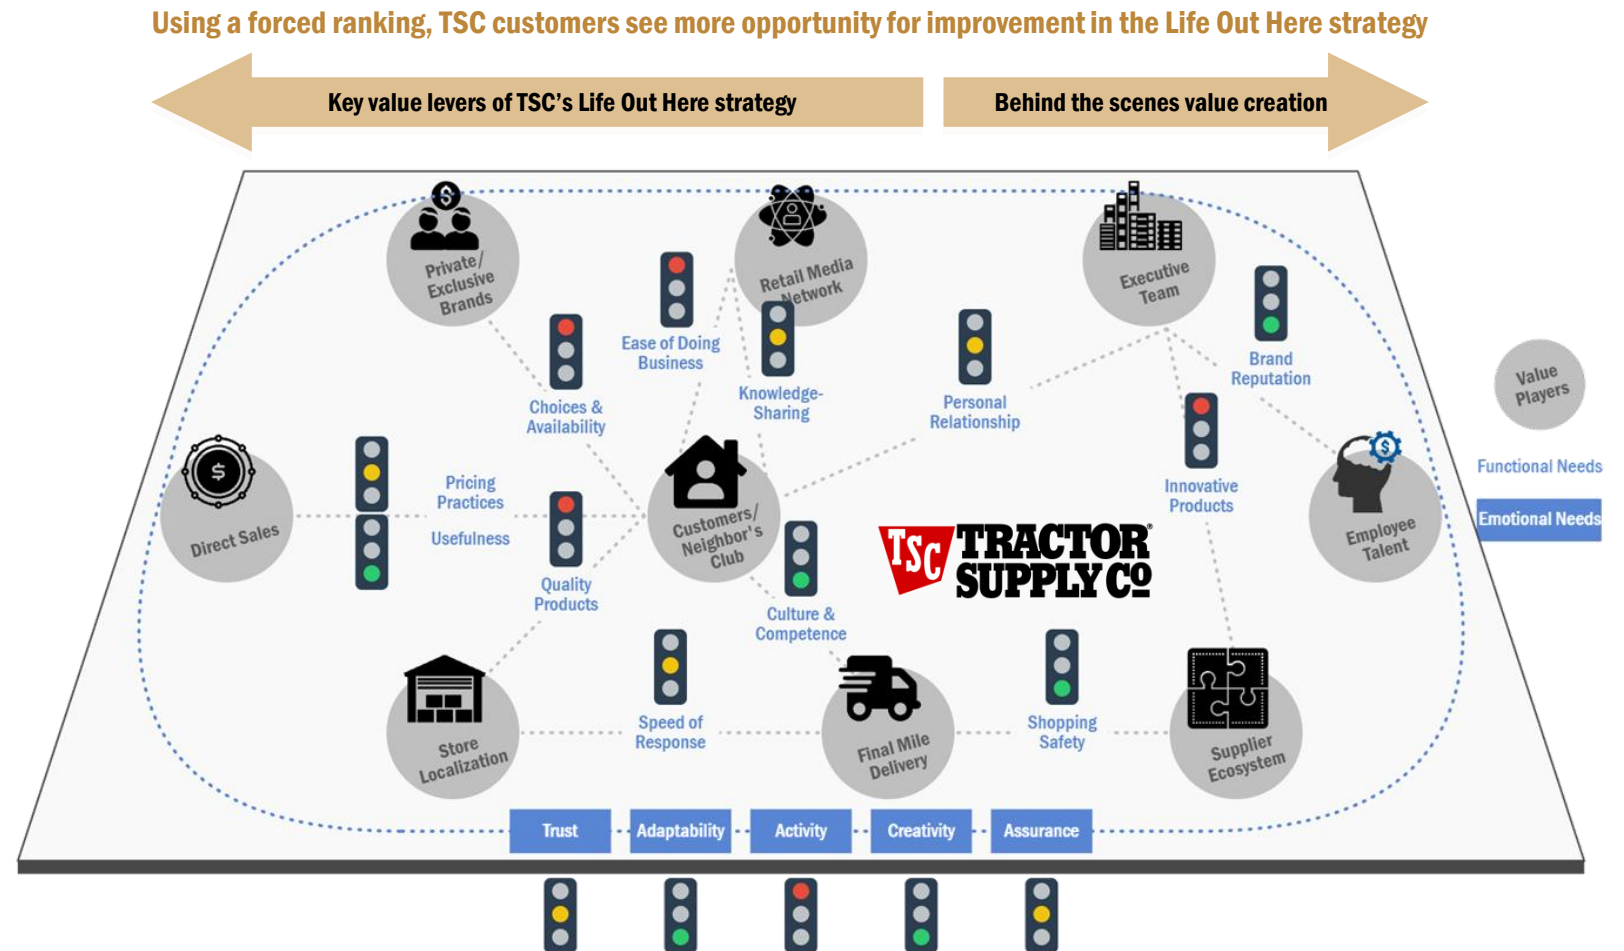 Using a forced ranking, TSC customers see more opportunity for improvement in the Life Out Here strategy
Key value levers of TSC's Life Out Here strategy
Behind the scenes value creation
$
Private/
Exclusive
Brands
Retail Media
Network
Executive
Team
Ease of Doing
Business
Knowledge-
Sharing
Choices &
Availability
Personal
Relationship
Brand
Reputation
Value
Players
Functional Needs
Emotional Needs
$
Direct Sales
Pricing
Practices
Usefulness
Quality
Products
Customers/
Neighbor's
Club
Culture &
Competence
TSC
TRACTOR®
SUPPLY CO
Innovative
Products
$
Employee
Talent
Store
Localization
Speed of
Response
Final Mile
Delivery
Shopping
Safety
Supplier
Ecosystem
Trust
Adaptability
Activity
Creativity
Assurance